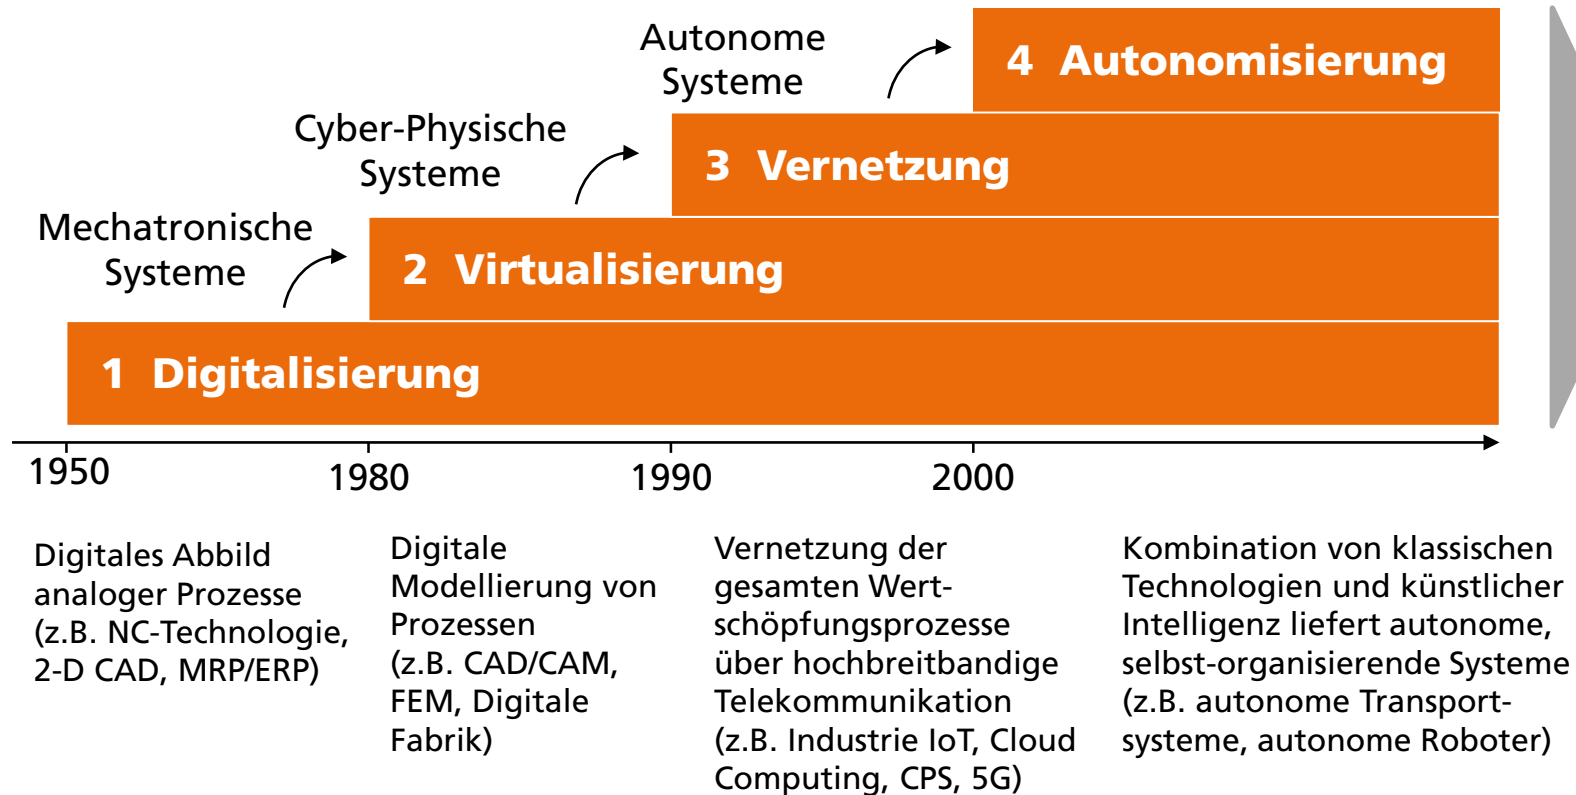 Autonome
Systeme
4 Autonomisierung
Cyber-Physische
Systeme
3 Vernetzung
Mechatronische
Systeme
2 Virtualisierung
1 Digitalisierung
1950
1980
1990
2000
Digitales Abbild
analoger Prozesse
(z.B. NC-Technologie,
2-D CAD, MRP/ERP)
Digitale
Modellierung von
Prozessen
(z.B. CAD/CAM,
FEM, Digitale
Fabrik)
Vernetzung der
gesamten Wert-
schöpfungsprozesse
über hochbreitbandige
Telekommunikation
(z.B. Industrie IoT, Cloud
Computing, CPS, 5G)
Kombination von klassischen
Technologien und künstlicher
Intelligenz liefert autonome,
selbst-organisierende Systeme
(z.B. autonome Transport-
systeme, autonome Roboter)